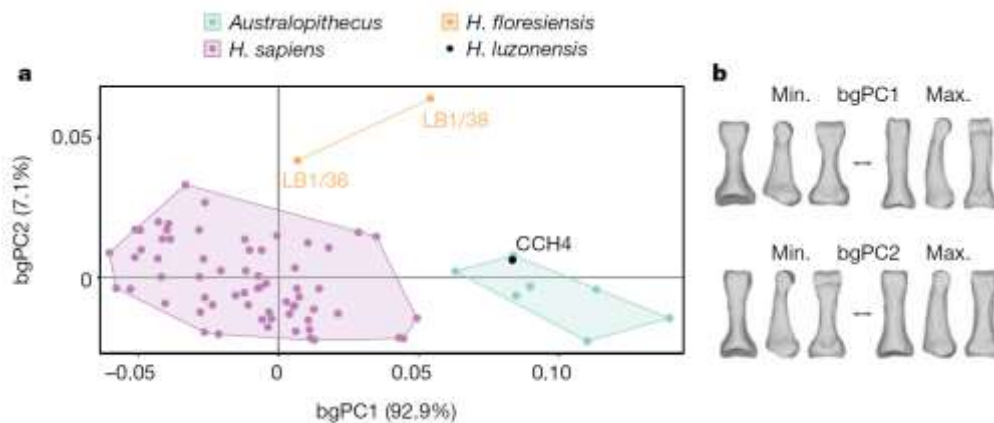 Australopithecus
H. floresiensis
H. sapiens
H. luzonensis
a
b
Min. bgPC1 Max.
LB1/38
0.05
LB1/36
bgPC2 (7.1%)
CCH4
Min. bgPC2 Max.
0
−0.05 0 0.05 0.10
bgPC1 (92.9%)